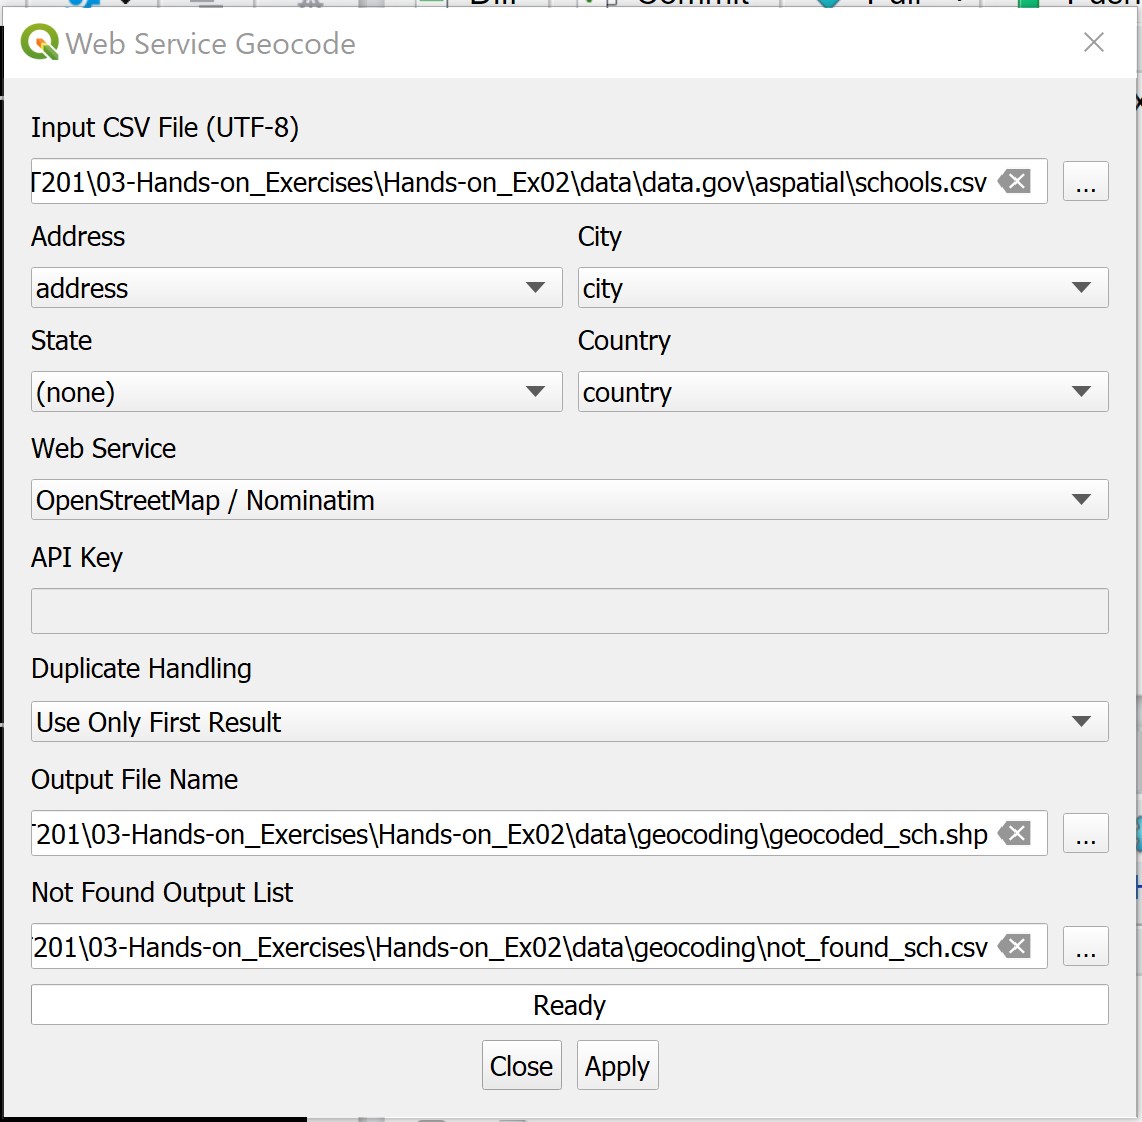 Web Service Geocode
Input CSV File (UTF-8)
T201\03-Hands-on_Exercises\Hands-on_Ex02\data\data.gov\aspatial\schools.csv
...
Address City
address city
State Country
(none) country
Web Service
OpenStreetMap / Nominatim
API Key
Duplicate Handling
Use Only First Result
Output File Name
T201\03-Hands-on_Exercises\Hands-on_Ex02\data\geocoding\geocoded_sch.shp
...
Not Found Output List
T201\03-Hands-on_Exercises\Hands-on_Ex02\data\geocoding\not_found_sch.csv
...
Ready
Close Apply